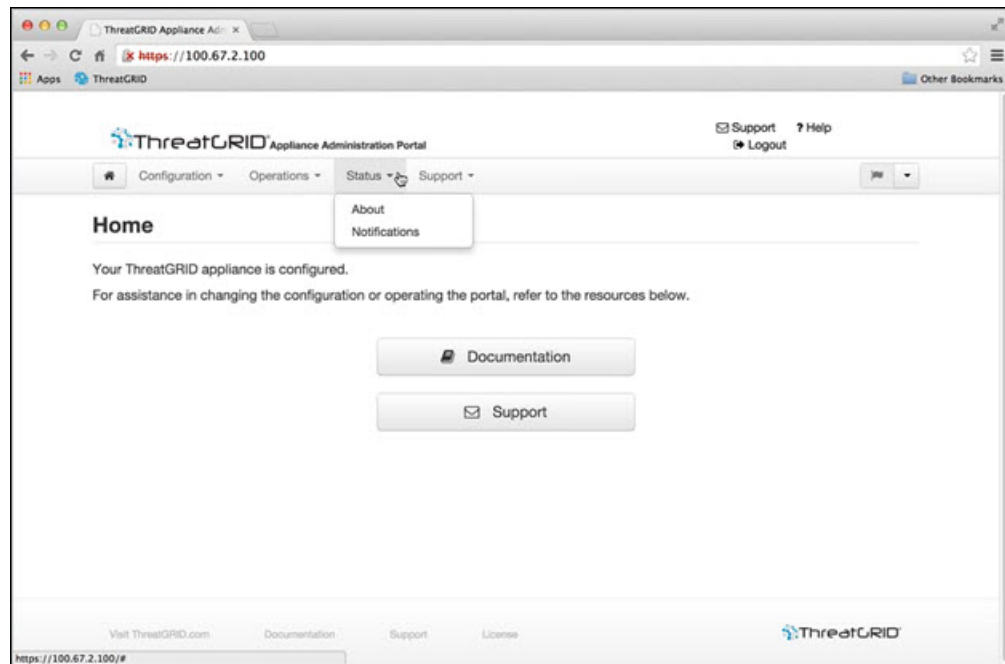 ThreatGRID Appliance Adm
https://100.67.2.100
Apps ThreatGRID Other Bookmarks
ThreatGRID Appliance Administration Portal
Support ? Help
Logout
Configuration Operations Status Support
About
Notifications
Home
Your ThreatGRID appliance is configured.
For assistance in changing the configuration or operating the portal, refer to the resources below.
Documentation
Support
Visit ThreatGRID.com Documentation Support License ThreatGRID
https://100.67.2.100/#